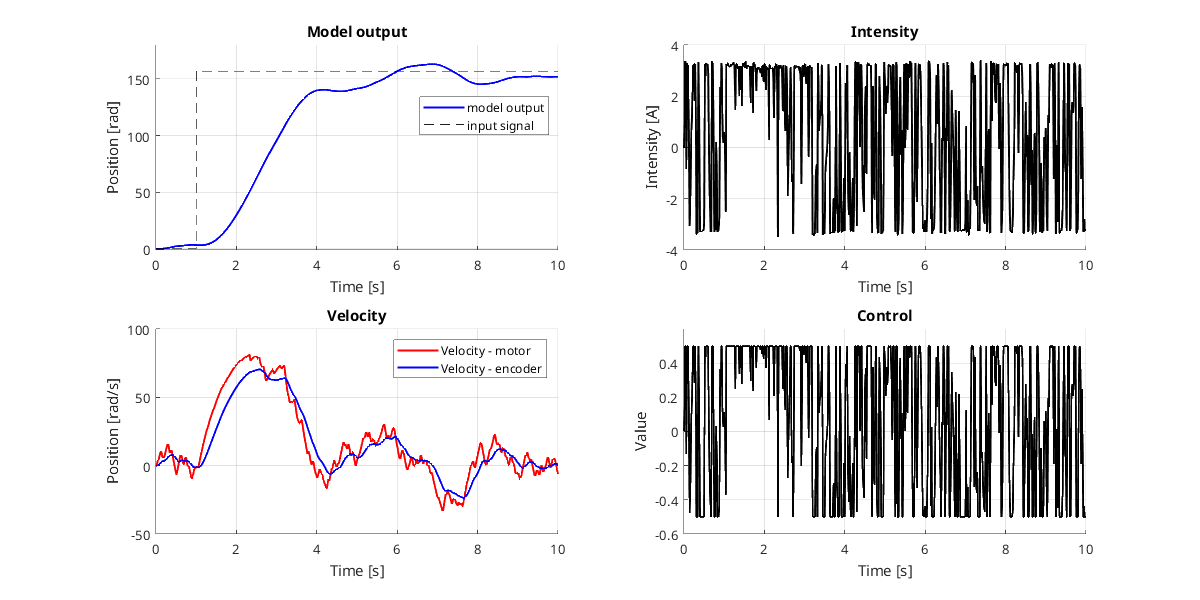 Model output
150
100
50
0
Position [rad]
model output
input signal
0 2 4 6 8 10
Time [s]
Intensity
4
2
0
-2
-4
Intensity [A]
0 2 4 6 8 10
Time [s]
Velocity
100
50
0
-50
Position [rad/s]
Velocity - motor
Velocity - encoder
0 2 4 6 8 10
Time [s]
Control
0.4
0.2
0
-0.2
-0.4
-0.6
Value
0 2 4 6 8 10
Time [s]